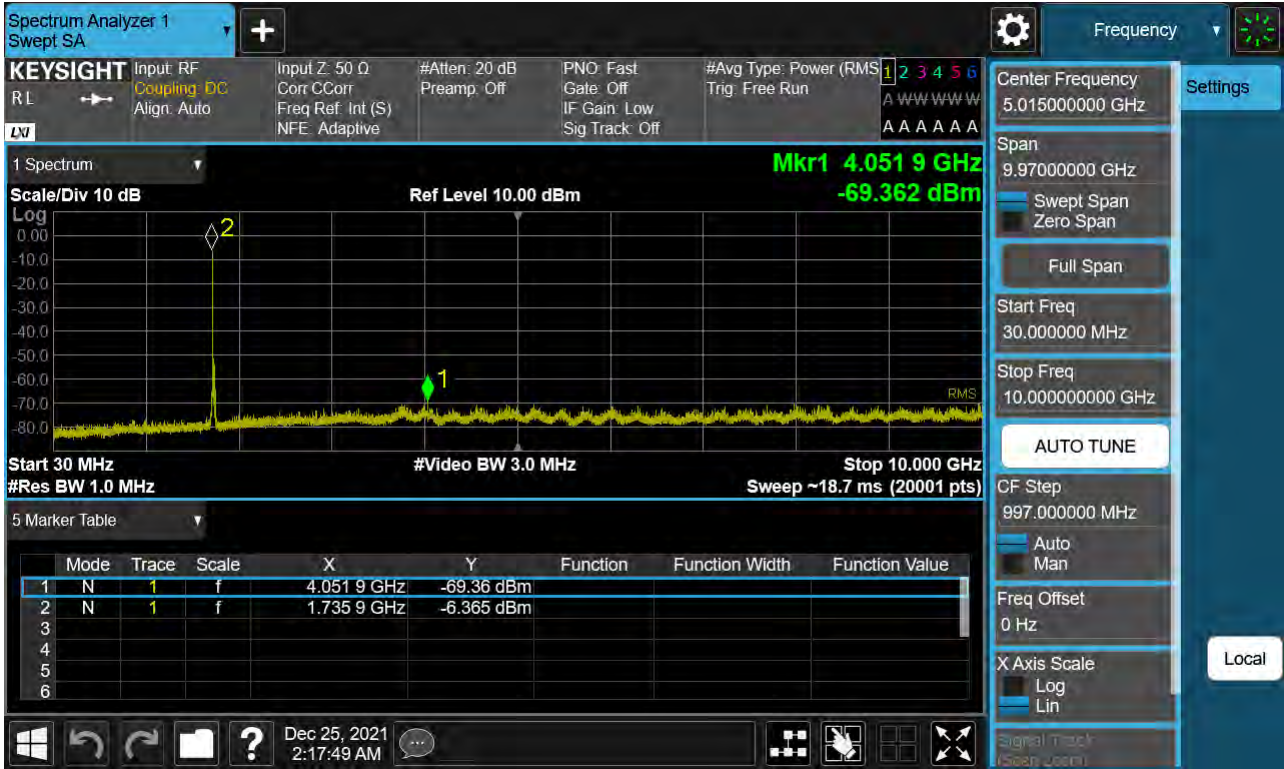 Spectrum Analyzer 1
Swept SA
Frequency
KEYSIGHT
R L
LXI
Input: RF
Coupling: DC
Align: Auto
Input Z: 50 Ω
Corr CCorr
Freq Ref: Int (S)
NFE: Adaptive
#Atten: 20 dB
Preamp: Off
PNO: Fast
Gate: Off
IF Gain: Low
Sig Track: Off
#Avg Type: Power (RMS
Trig: Free Run
1 2 3 4 5 6
A W W W W W
A A A A A A
1 Spectrum
Scale/Div 10 dB
Ref Level 10.00 dBm
Mkr1 4.051 9 GHz
-69.362 dBm
Log
0.00
-10.0
-20.0
-30.0
-40.0
-50.0
-60.0
-70.0
-80.0
2
1
RMS
Start 30 MHz
#Video BW 3.0 MHz
Stop 10.000 GHz
#Res BW 1.0 MHz
Sweep ~18.7 ms (20001 pts)
5 Marker Table
Mode Trace Scale X Y Function Function Width Function Value
1 N 1 f 4.051 9 GHz -69.36 dBm
2 N 1 f 1.735 9 GHz -6.365 dBm
3
4
5
6
Dec 25, 2021
2:17:49 AM
Center Frequency
5.015000000 GHz
Span
9.97000000 GHz
Swept Span
Zero Span
Full Span
Start Freq
30.000000 MHz
Stop Freq
10.000000000 GHz
AUTO TUNE
CF Step
997.000000 MHz
Auto
Man
Freq Offset
0 Hz
X Axis Scale
Log
Lin
Signal Track
(Span Zoom)
Settings
Local